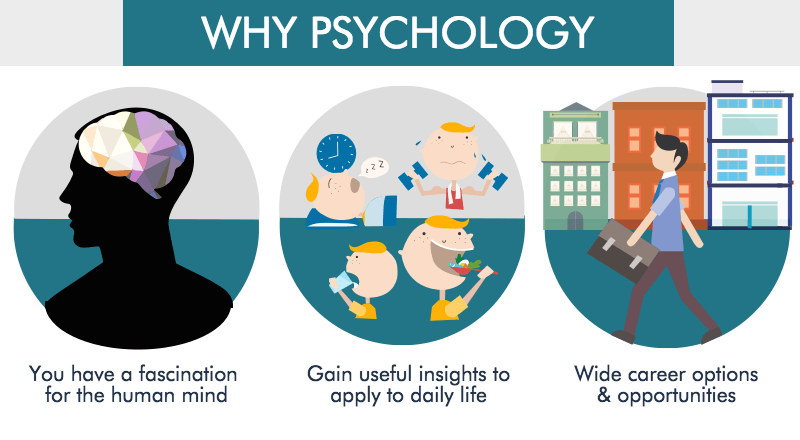 WHY PSYCHOLOGY
z z z
You have a fascination
for the human mind
Gain useful insights to
apply to daily life
Wide career options
& opportunities